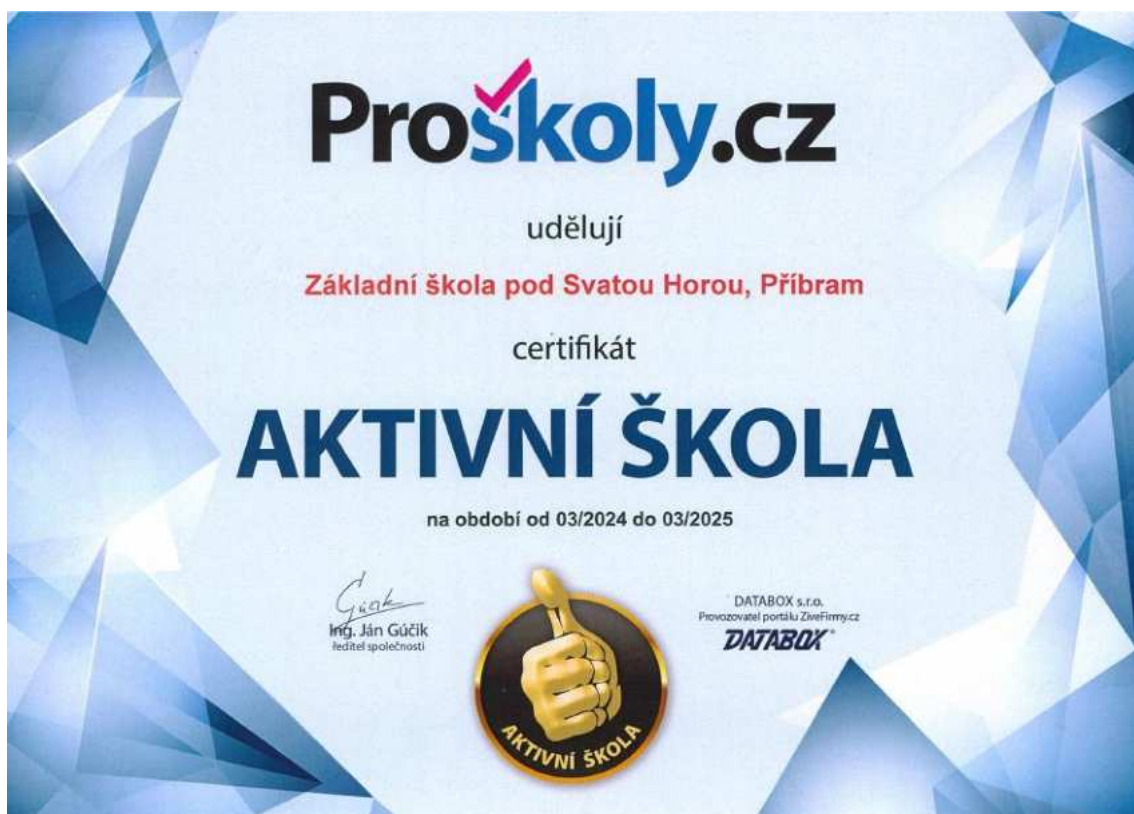 Proškoly.cz
udělují
Základní škola pod Svatou Horou, Příbram
certifikát
AKTIVNÍ ŠKOLA
na období od 03/2024 do 03/2025
Gúčik
Ing. Ján Gúčik
ředitel společnosti
AKTIVNÍ ŠKOLA
DATABOX s.r.o.
Provozovatel portálu ZiveFirmy.cz
DATABOX